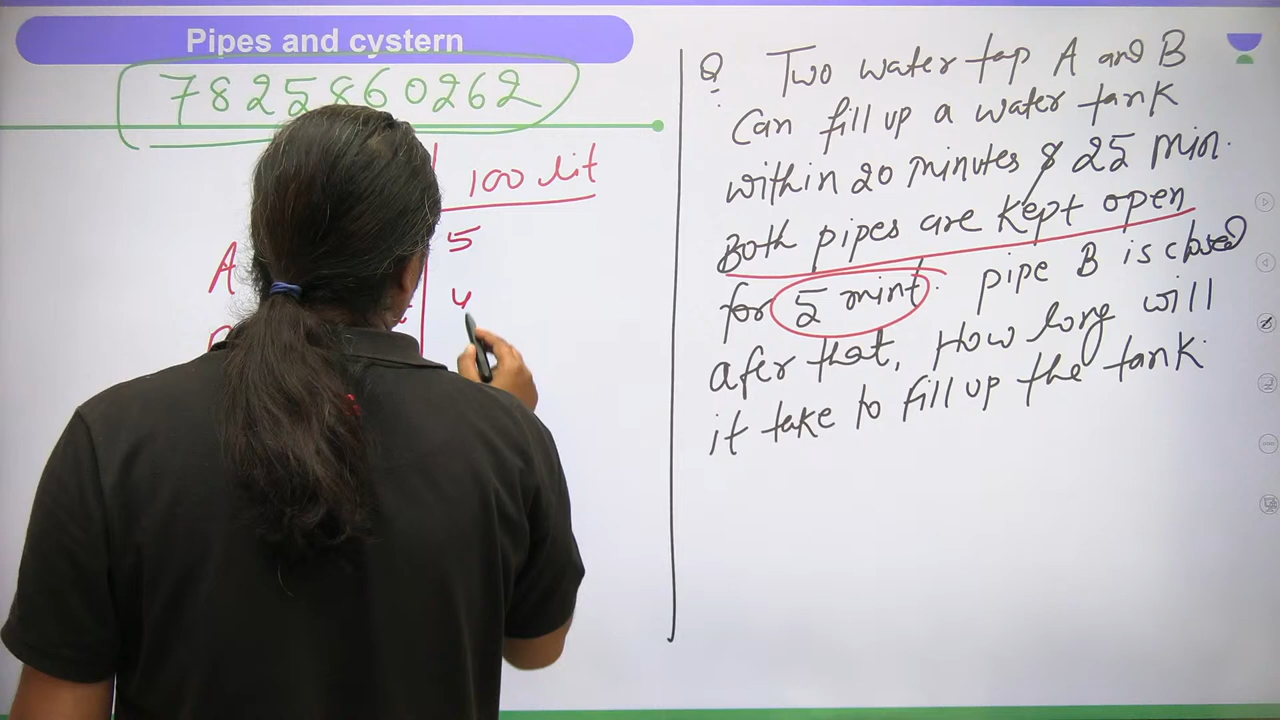 Pipes and cystern
7825860262
100 lit
A 5
4
Q Two water tap A and B
Can fill up a water tank
within 20 minutes & 25 min.
Both pipes are kept open
for 5 mint. pipe B is closed
afer that, How long will
it take to fill up the tank